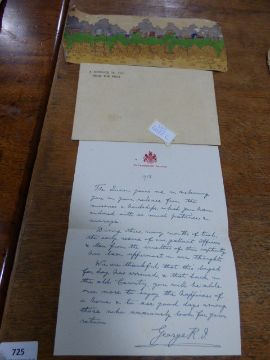 BUCKINGHAM PALACE
1918.
The Queen joins me in welcoming
you on your release from the
miseries & hardships, which you have
endured with so much patience &
courage.
During these many months of trial,
the early rescue of our gallant Officers
& Men from the cruelties of their captivity
has been uppermost in our thoughts.
We are thankful that this longed
for day has arrived, & that back in
the old Country, you will be able
once more to enjoy the happiness of
a home & to see good days among
those who anxiously look for your
return.
George R.I.
725